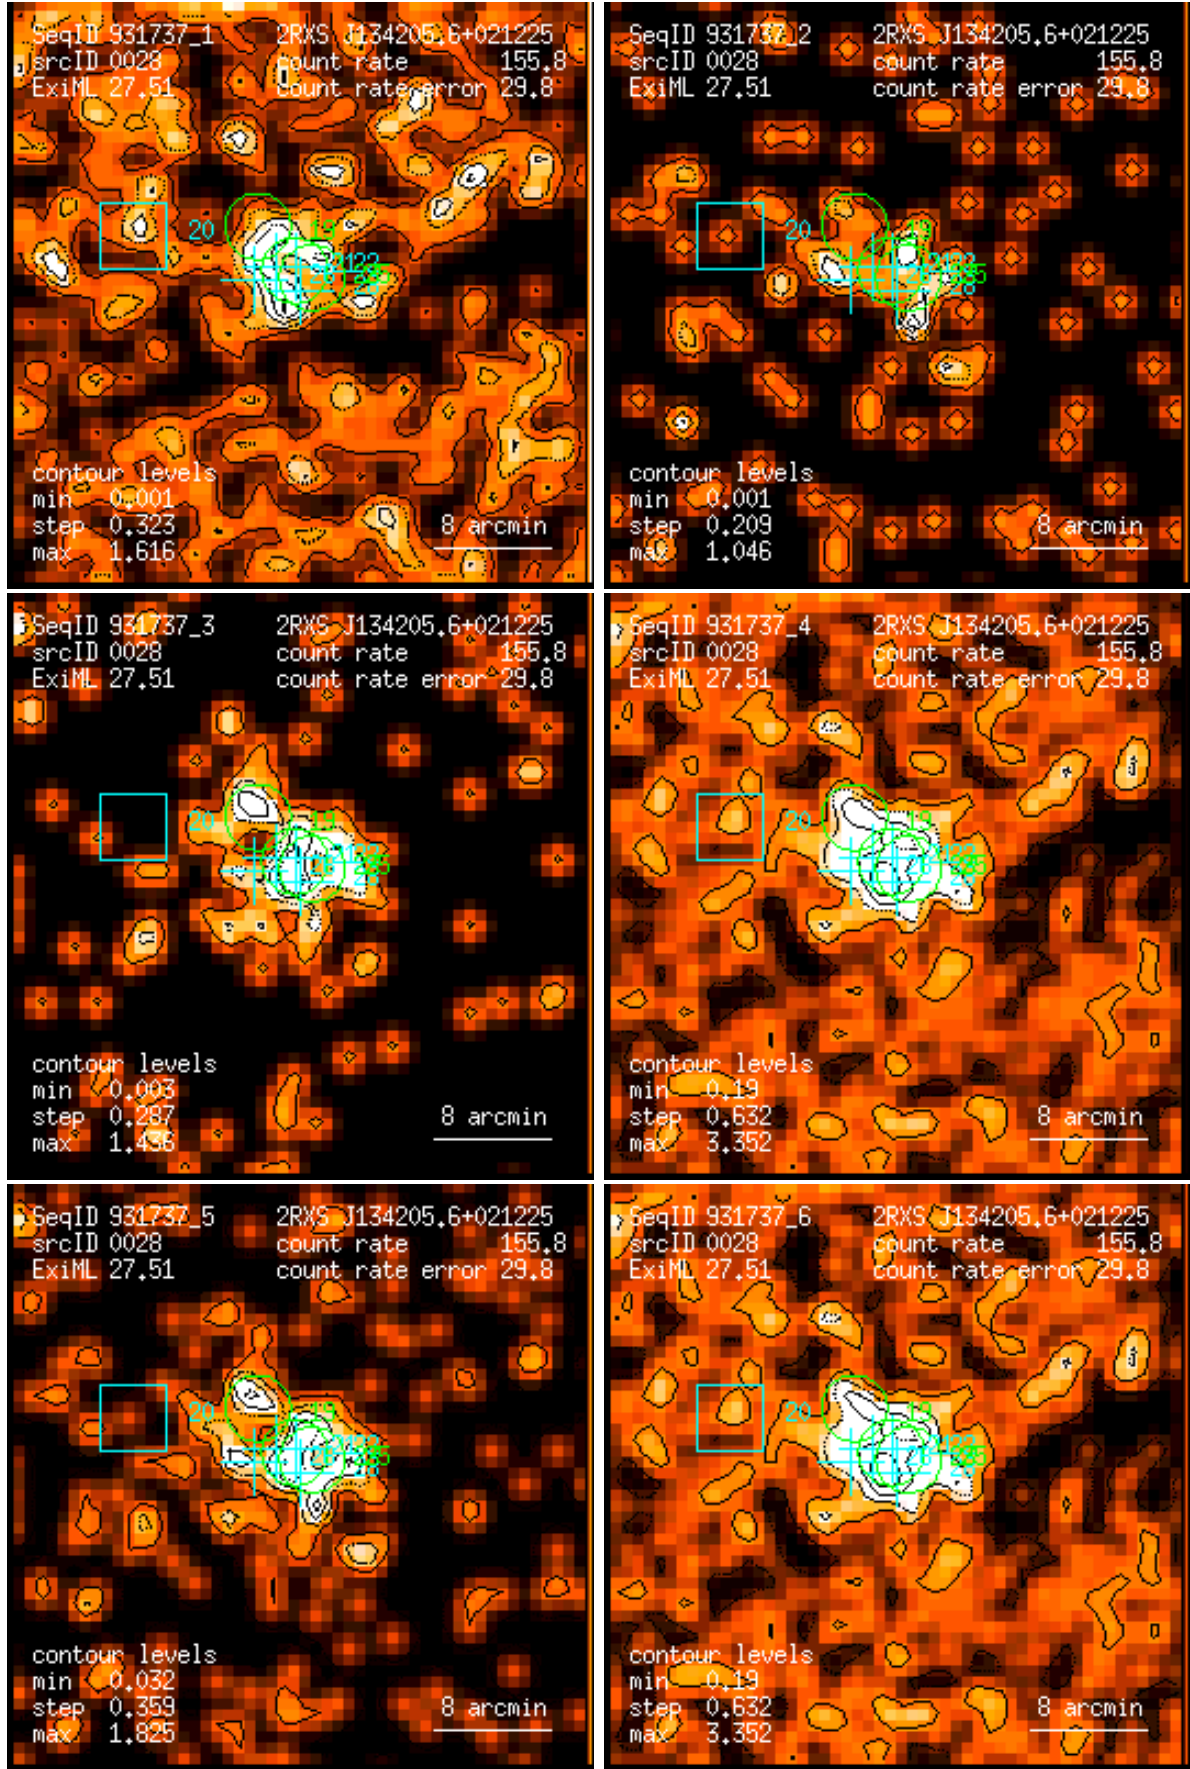 SeqID 931737_1 2RXS J134205.6+021225
srcID 0028 count rate 155.8
ExiML 27.51 count rate error 29.8
20 19
contour levels
min 0.001
step 0.323 8 arcmin
max 1.616
SeqID 931737_2 2RXS J134205.6+021225
srcID 0028 count rate 155.8
ExiML 27.51 count rate error 29.8
20 19
contour levels
min 0.001
step 0.209 8 arcmin
max 1.046
SeqID 931737_3 2RXS J134205.6+021225
srcID 0028 count rate 155.8
ExiML 27.51 count rate error 29.8
20 19
contour levels
min 0.003
step 0.287 8 arcmin
max 1.436
SeqID 931737_4 2RXS J134205.6+021225
srcID 0028 count rate 155.8
ExiML 27.51 count rate error 29.8
20 19
contour levels
min 0.19
step 0.632 8 arcmin
max 3.352
SeqID 931737_5 2RXS J134205.6+021225
srcID 0028 count rate 155.8
ExiML 27.51 count rate error 29.8
20 19
contour levels
min 0.032
step 0.359 8 arcmin
max 1.825
SeqID 931737_6 2RXS J134205.6+021225
srcID 0028 count rate 155.8
ExiML 27.51 count rate error 29.8
20 19
contour levels
min 0.19
step 0.632 8 arcmin
max 3.352